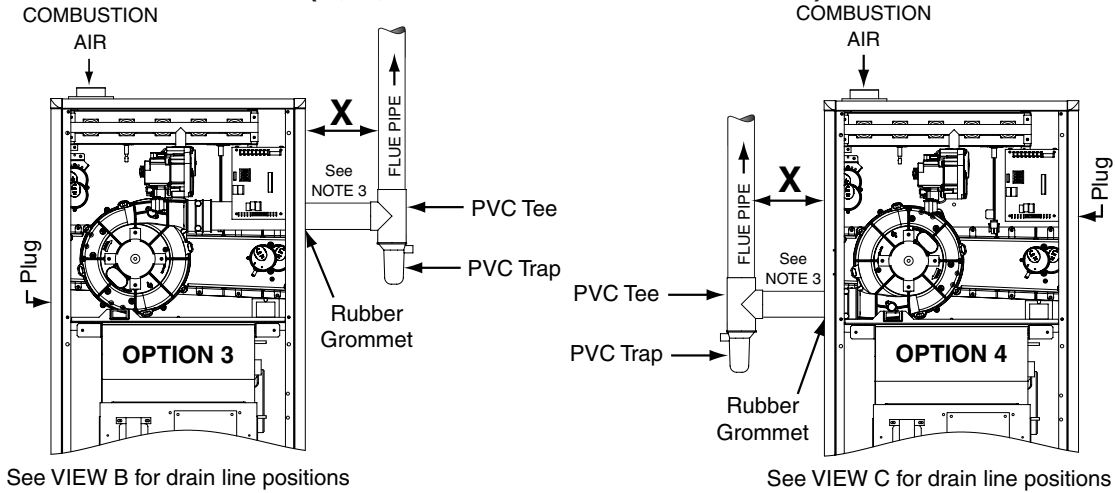 COMBUSTION
AIR
X
FLUE PIPE
See
NOTE 3
PVC Tee
PVC Trap
Plug
Rubber
Grommet
OPTION 3
See VIEW B for drain line positions
COMBUSTION
AIR
FLUE PIPE
X
See
NOTE 3
PVC Tee
PVC Trap
Plug
Rubber
Grommet
OPTION 4
See VIEW C for drain line positions